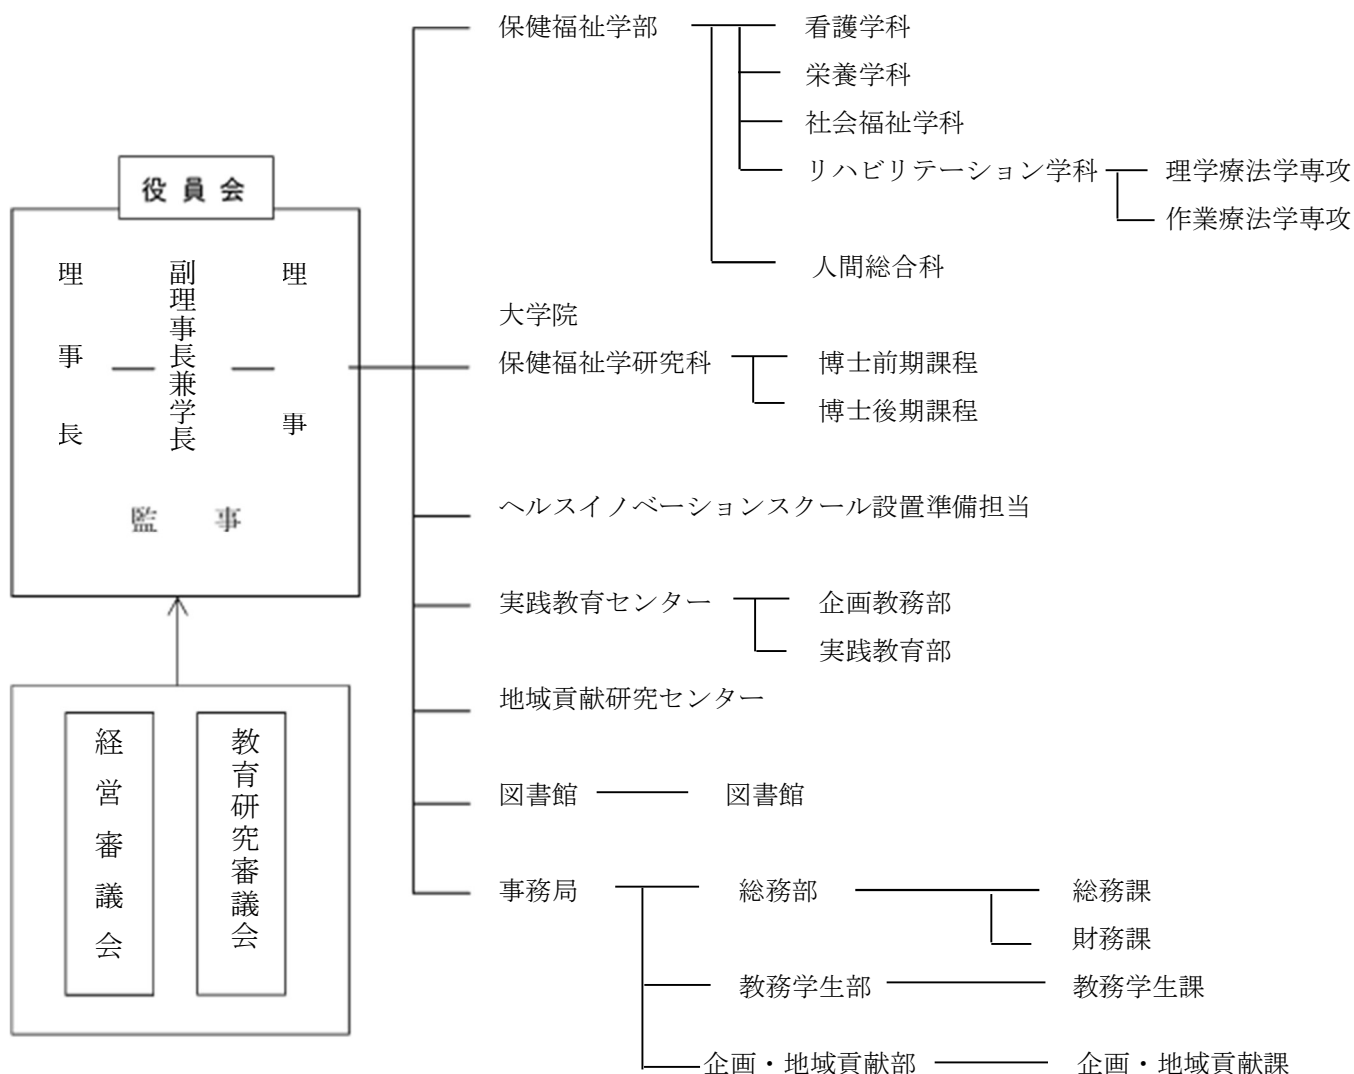 役員会
理事長
副理事長兼学長
理事
監事
経営審議会
教育研究審議会
保健福祉学部
看護学科
栄養学科
社会福祉学科
リハビリテーション学科
理学療法学専攻
作業療法学専攻
人間総合科
大学院
保健福祉学研究科
博士前期課程
博士後期課程
ヘルスイノベーションスクール設置準備担当
実践教育センター
企画教務部
実践教育部
地域貢献研究センター
図書館
図書館
事務局
総務部
総務課
財務課
教務学生部
教務学生課
企画・地域貢献部
企画・地域貢献課